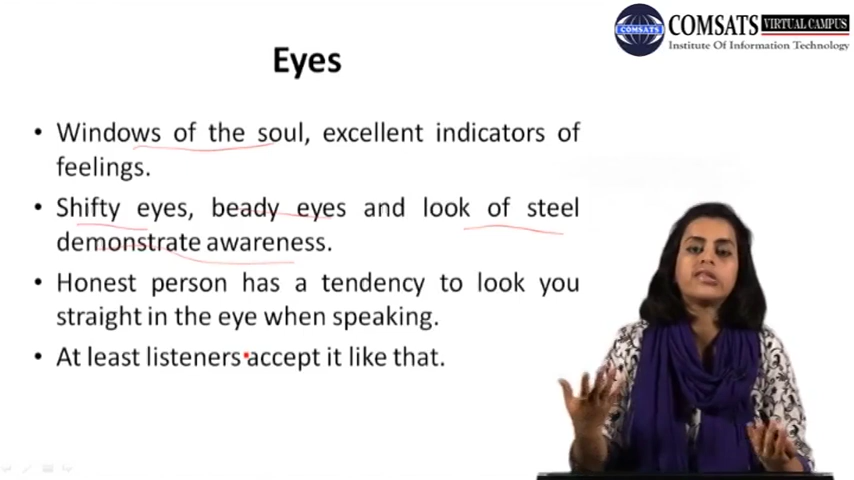 COMSATS VIRTUAL CAMPUS
COMSATS
Institute Of Information Technology
Eyes
• Windows of the soul, excellent indicators of
feelings.
• Shifty eyes, beady eyes and look of steel
demonstrate awareness.
• Honest person has a tendency to look you
straight in the eye when speaking.
• At least listeners accept it like that.